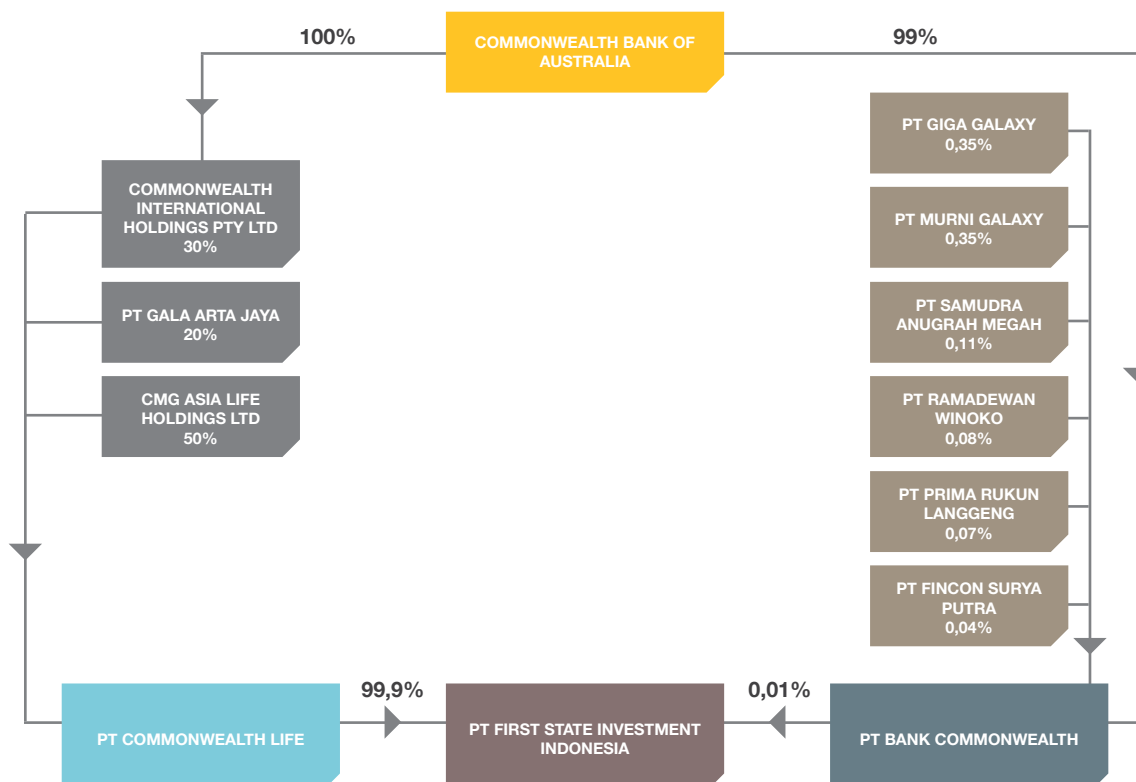 100%
COMMONWEALTH BANK OF
AUSTRALIA
99%
PT GIGA GALAXY
0,35%
COMMONWEALTH
INTERNATIONAL
HOLDINGS PTY LTD
30%
PT MURNI GALAXY
0,35%
PT GALA ARTA JAYA
20%
PT SAMUDRA
ANUGRAH MEGAH
0,11%
CMG ASIA LIFE
HOLDINGS LTD
50%
PT RAMADEWAN
WINOKO
0,08%
PT PRIMA RUKUN
LANGGENG
0,07%
PT FINCON SURYA
PUTRA
0,04%
PT COMMONWEALTH LIFE
99,9%
PT FIRST STATE INVESTMENT
INDONESIA
0,01%
PT BANK COMMONWEALTH